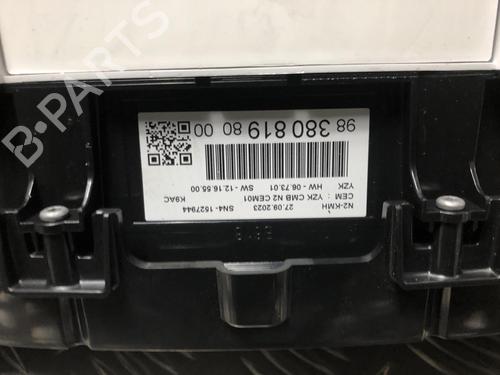 N2-KMH
CEM : YZK CMB N2 CEM01
27.09.2023 SN4- 1527944 K9AC
YZK HW - 06.73.01 SW -12.16.55.00
98 380 819 80 00
B-PARTS